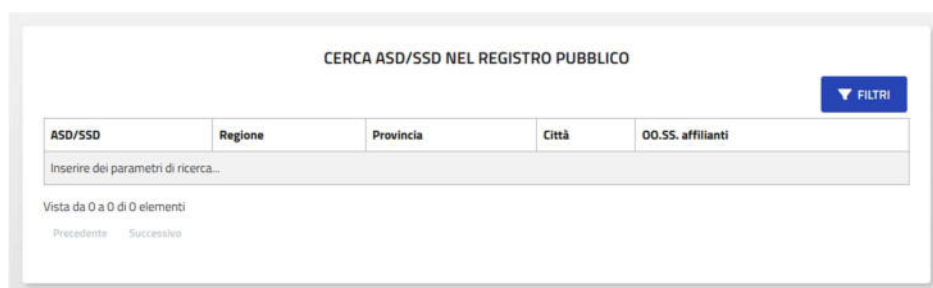 CERCA ASD/SSD NEL REGISTRO PUBBLICO
FILTRI
ASD/SSD Regione Provincia Città OO.SS. affilianti
Inserire dei parametri di ricerca...
Vista da 0 a 0 di 0 elementi
Precedente Successivo